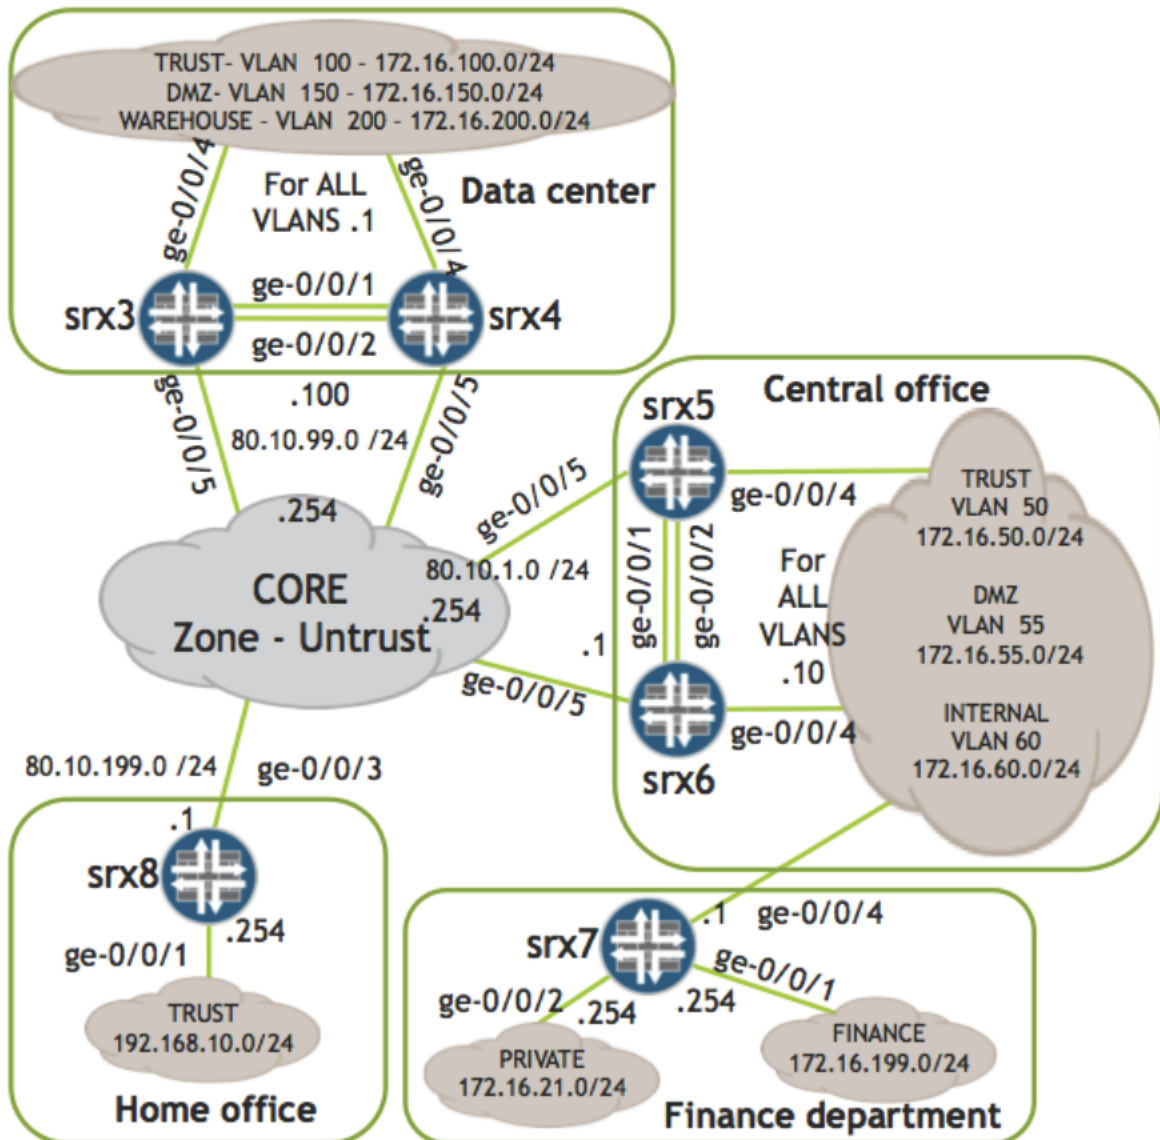 TRUST- VLAN 100 - 172.16.100.0/24
DMZ- VLAN 150 - 172.16.150.0/24
WAREHOUSE - VLAN 200 - 172.16.200.0/24
ge-0/0/4
For ALL
VLANS .1
ge-0/0/4
Data center
srx3
ge-0/0/1
ge-0/0/2
srx4
ge-0/0/5
.100
80.10.99.0 /24
ge-0/0/5
.254
CORE
Zone - Untrust
Central office
srx5
ge-0/0/5
80.10.1.0 /24
.254
ge-0/0/4
ge-0/0/1
ge-0/0/2
For
ALL
VLANS
.10
.1
ge-0/0/5
ge-0/0/4
srx6
TRUST
VLAN 50
172.16.50.0/24
DMZ
VLAN 55
172.16.55.0/24
INTERNAL
VLAN 60
172.16.60.0/24
80.10.199.0 /24
ge-0/0/3
.1
srx8
.254
ge-0/0/1
TRUST
192.168.10.0/24
Home office
srx7
.1
ge-0/0/4
ge-0/0/1
ge-0/0/2
.254
.254
PRIVATE
172.16.21.0/24
FINANCE
172.16.199.0/24
Finance department